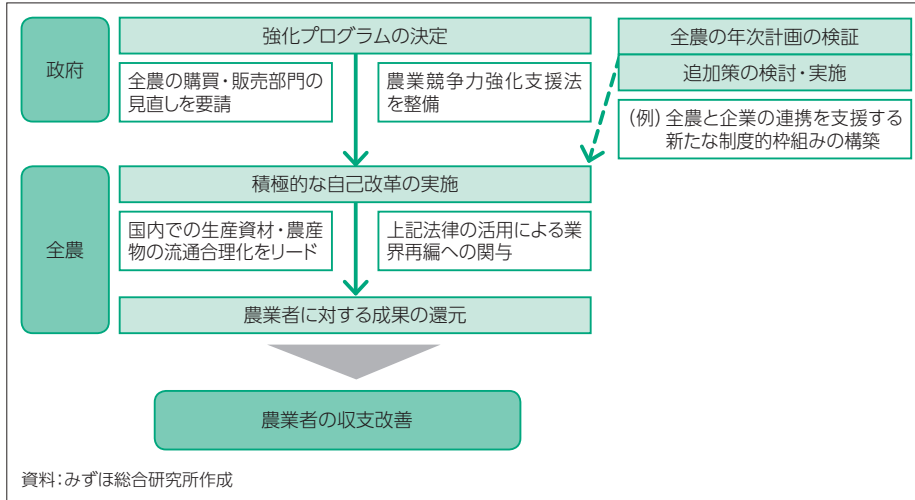 政府
強化プログラムの決定
全農の購買・販売部門の
見直しを要請
農業競争力強化支援法
を整備
全農の年次計画の検証
追加策の検討・実施
(例) 全農と企業の連携を支援する
新たな制度的枠組みの構築
全農
積極的な自己改革の実施
国内での生産資材・農産
物の流通合理化をリード
上記法律の活用による業
界再編への関与
農業者に対する成果の還元
農業者の収支改善
資料：みずほ総合研究所作成